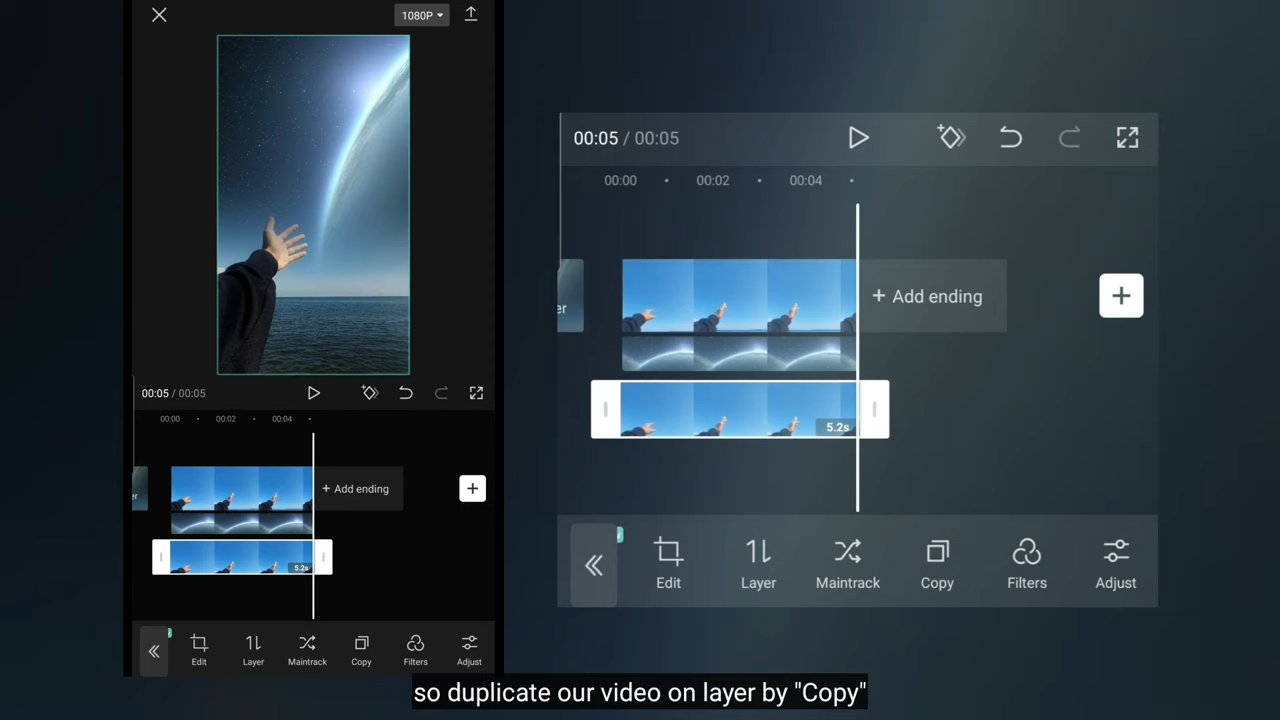 1080P
00:05 / 00:05
00:00 00:02 00:04
er
+ Add ending
5.2s
Edit Layer Maintrack Copy Filters Adjust
00:05 / 00:05
00:00 00:02 00:04
er
+ Add ending
5.2s
Edit Layer Maintrack Copy Filters Adjust
so duplicate our video on layer by "Copy"